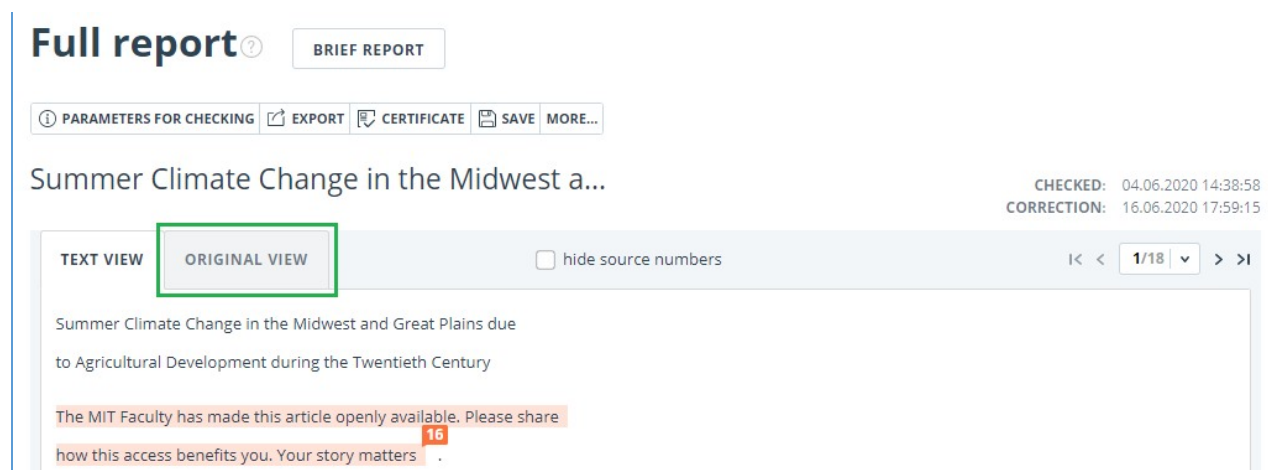 Full report ? BRIEF REPORT
PARAMETERS FOR CHECKING EXPORT CERTIFICATE SAVE MORE...
Summer Climate Change in the Midwest a...
CHECKED: 04.06.2020 14:38:58
CORRECTION: 16.06.2020 17:59:15
TEXT VIEW ORIGINAL VIEW hide source numbers 1/18
Summer Climate Change in the Midwest and Great Plains due
to Agricultural Development during the Twentieth Century
The MIT Faculty has made this article openly available. Please share
16
how this access benefits you. Your story matters .